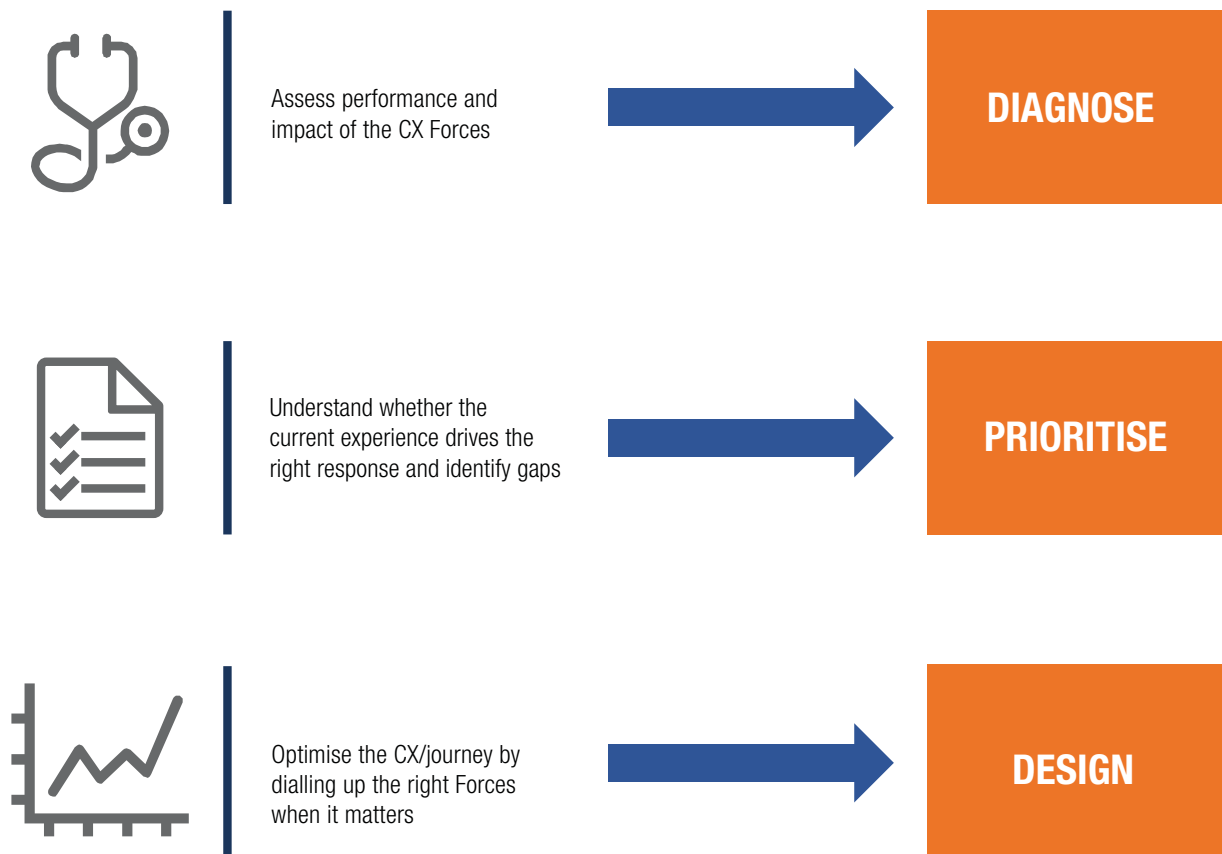 Assess performance and
impact of the CX Forces
DIAGNOSE
Understand whether the
current experience drives the
right response and identify gaps
PRIORITISE
Optimise the CX/journey by
dialling up the right Forces
when it matters
DESIGN